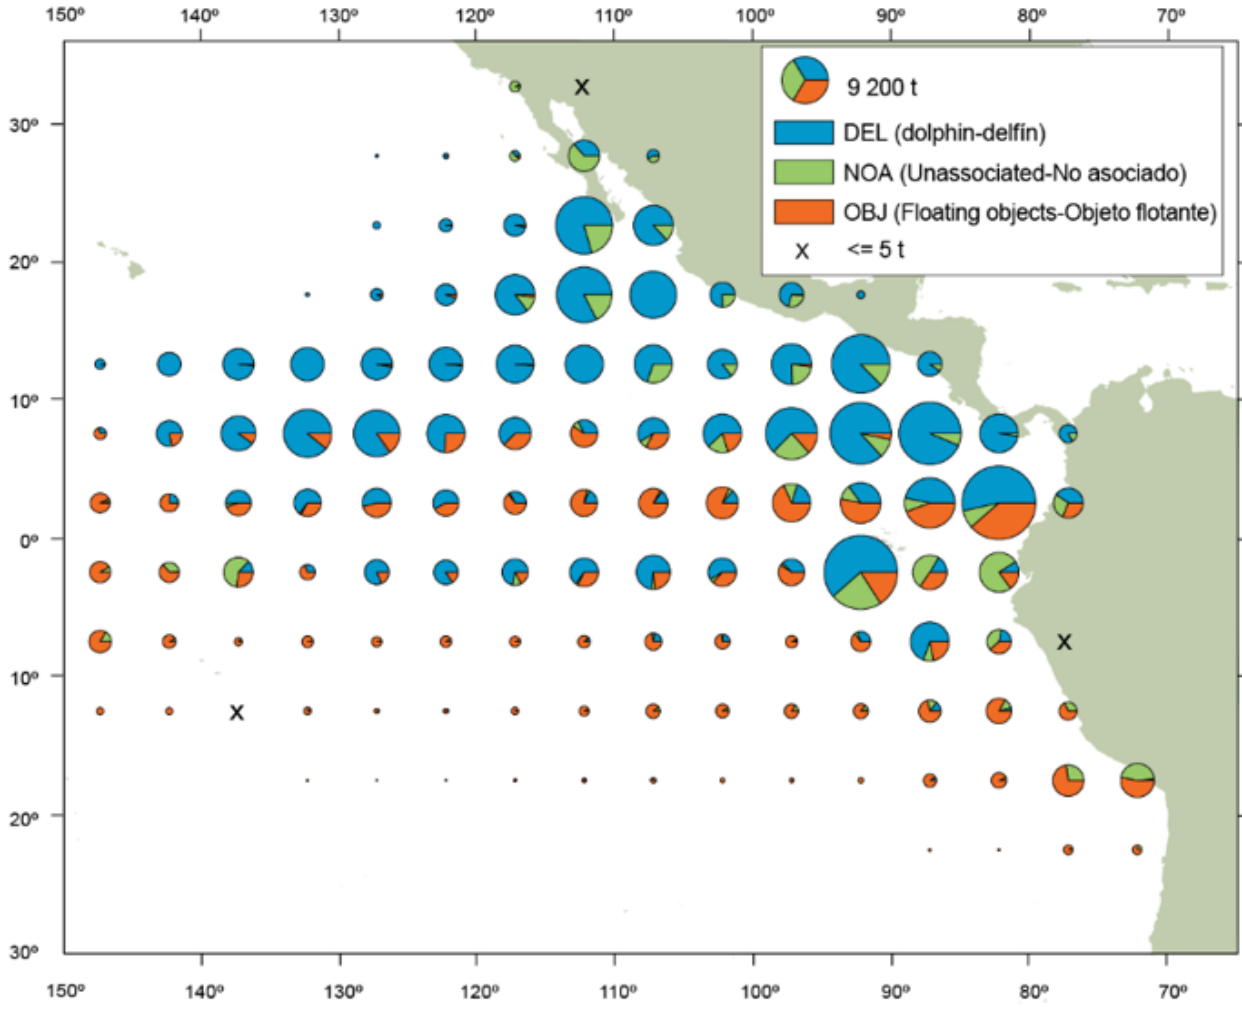 150º 140º 130º 120º 110º 100º 90º 80º 70º
x
9 200 t
DEL (dolphin-delfín)
NOA (Unassociated-No asociado)
OBJ (Floating objects-Objeto flotante)
x <= 5 t
30º
20º
10º
0º
x
10º
x
20º
30º
150º 140º 130º 120º 110º 100º 90º 80º 70º